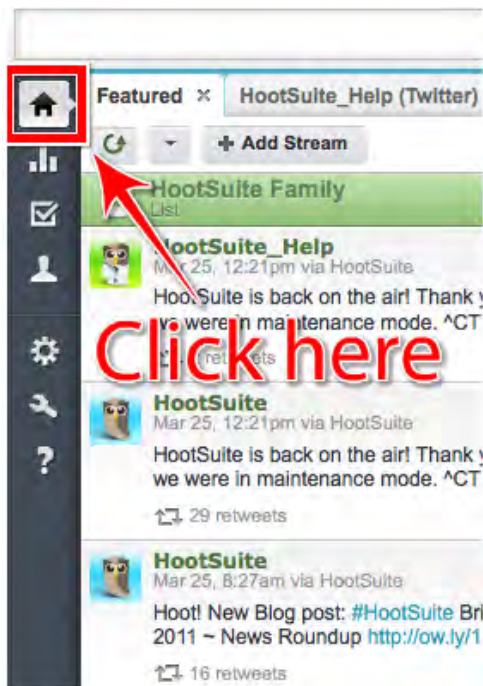 Featured × HootSuite_Help (Twitter)
+ Add Stream
HootSuite Family
List
HootSuite_Help
Mar 25, 12:21pm via HootSuite
HootSuite is back on the air! Thank
we were in maintenance mode. ^CT
Click here
retweets
HootSuite
Mar 25, 12:21pm via HootSuite
HootSuite is back on the air! Thank
we were in maintenance mode. ^CT
29 retweets
?
HootSuite
Mar 25, 8:27am via HootSuite
Hoot! New Blog post: #HootSuite Bri
2011 ~ News Roundup http://ow.ly/1
16 retweets